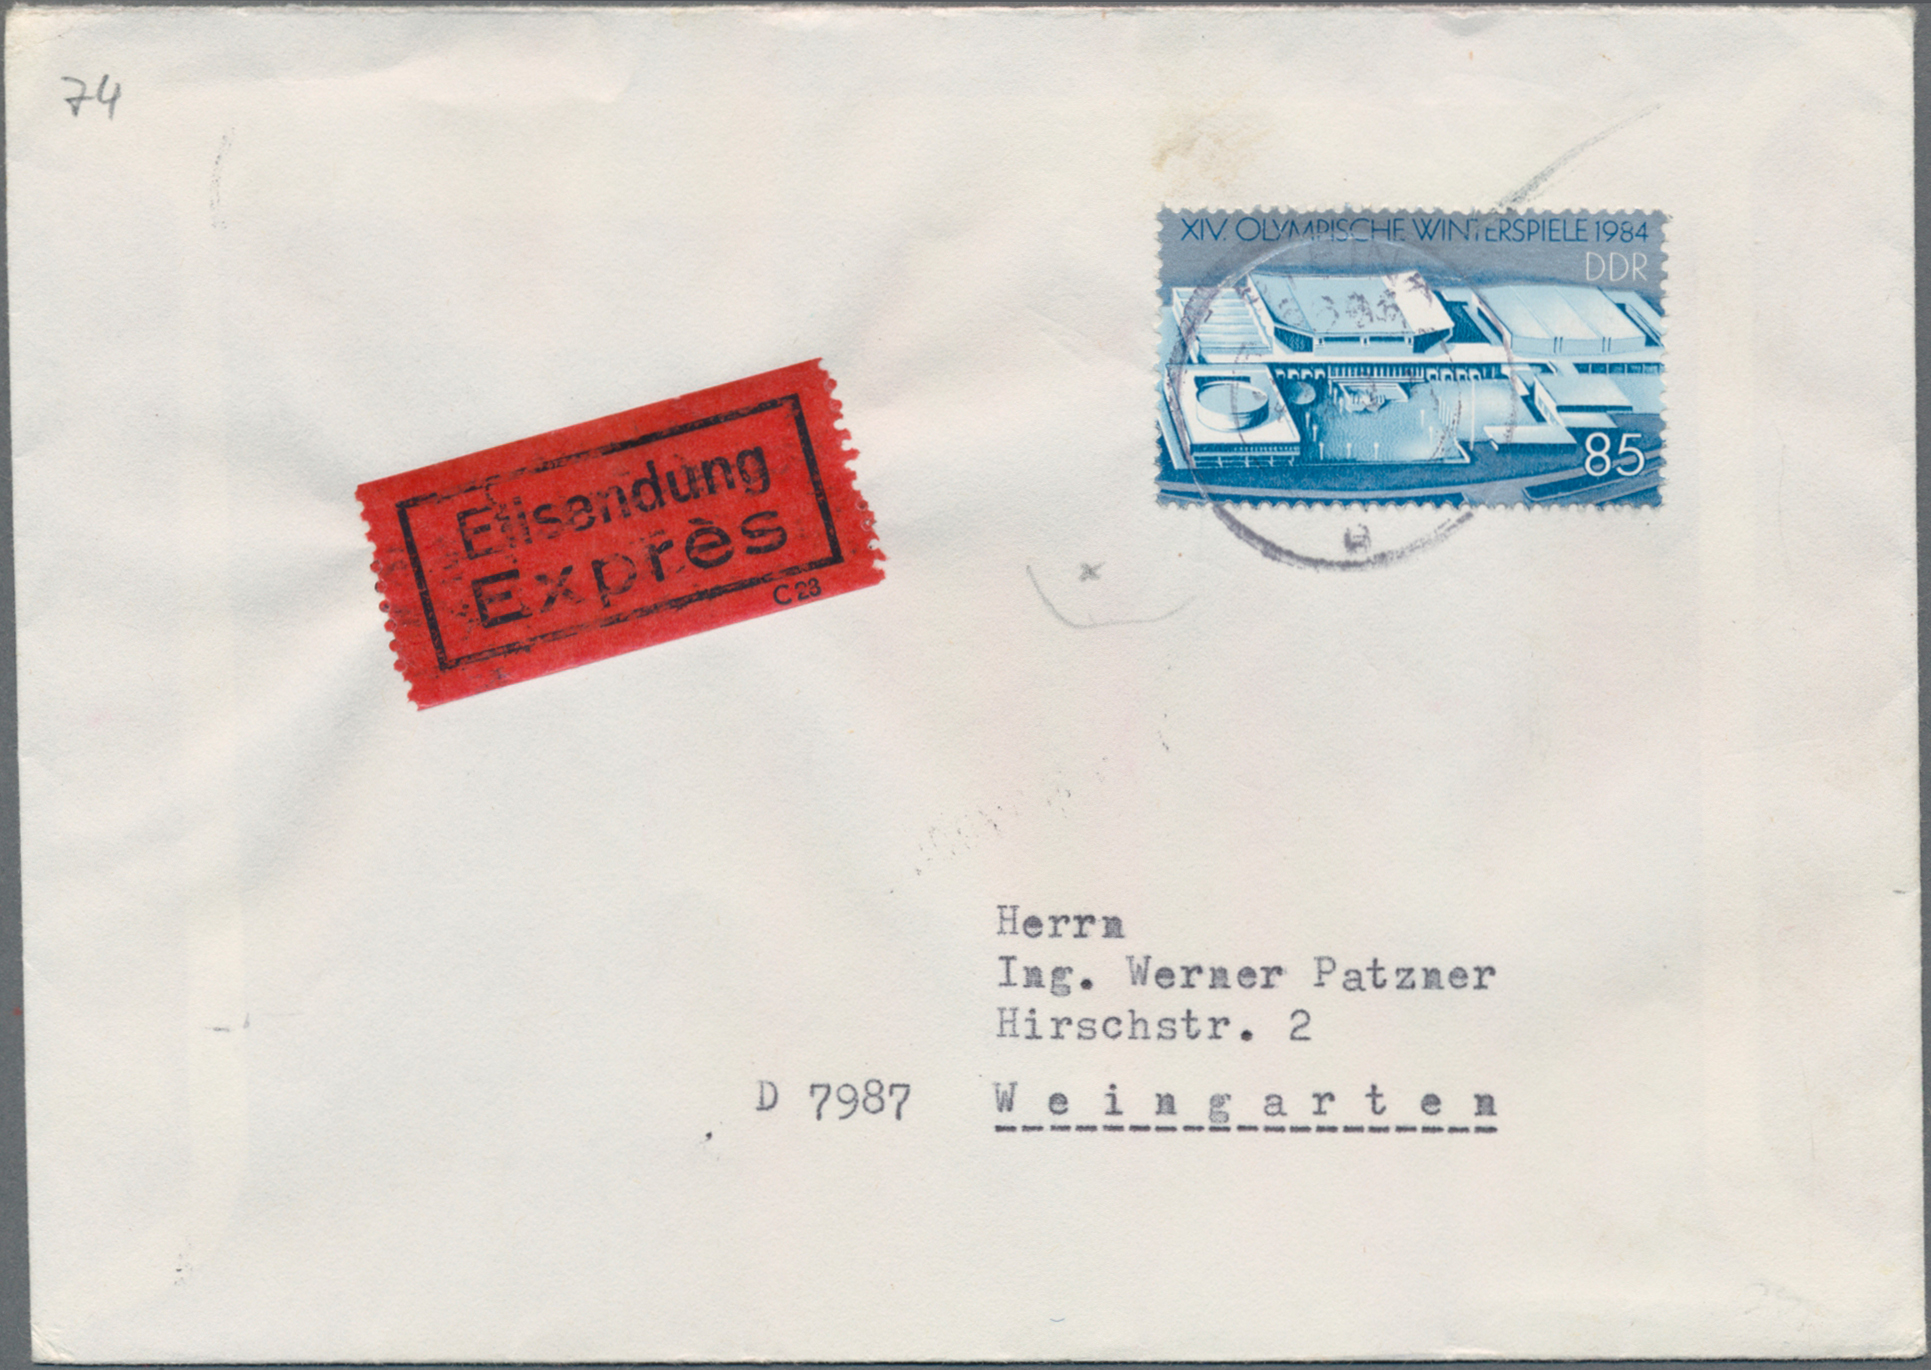 74
XIV. OLYMPISCHE WINTERSPIELE 1984
DDR
85
Eilsendung
Exprès
C 23
Herrn
Ing. Werner Patzner
Hirschstr. 2
D 7987 Weingarten